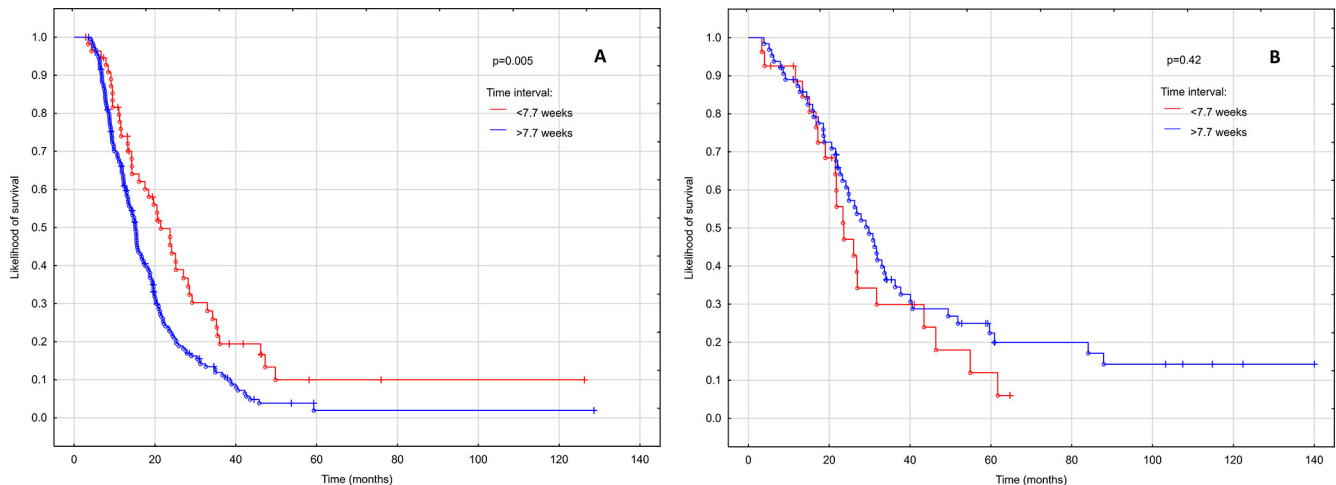 p=0.005
A
Time interval:
<7.7 weeks
>7.7 weeks
Likelihood of survival
1.0
0.9
0.8
0.7
0.6
0.5
0.4
0.3
0.2
0.1
0.0
0 20 40 60 80 100 120 140
Time (months)
p=0.42
B
Time interval:
<7.7 weeks
>7.7 weeks
Likelihood of survival
1.0
0.9
0.8
0.7
0.6
0.5
0.4
0.3
0.2
0.1
0.0
0 20 40 60 80 100 120 140
Time (months)